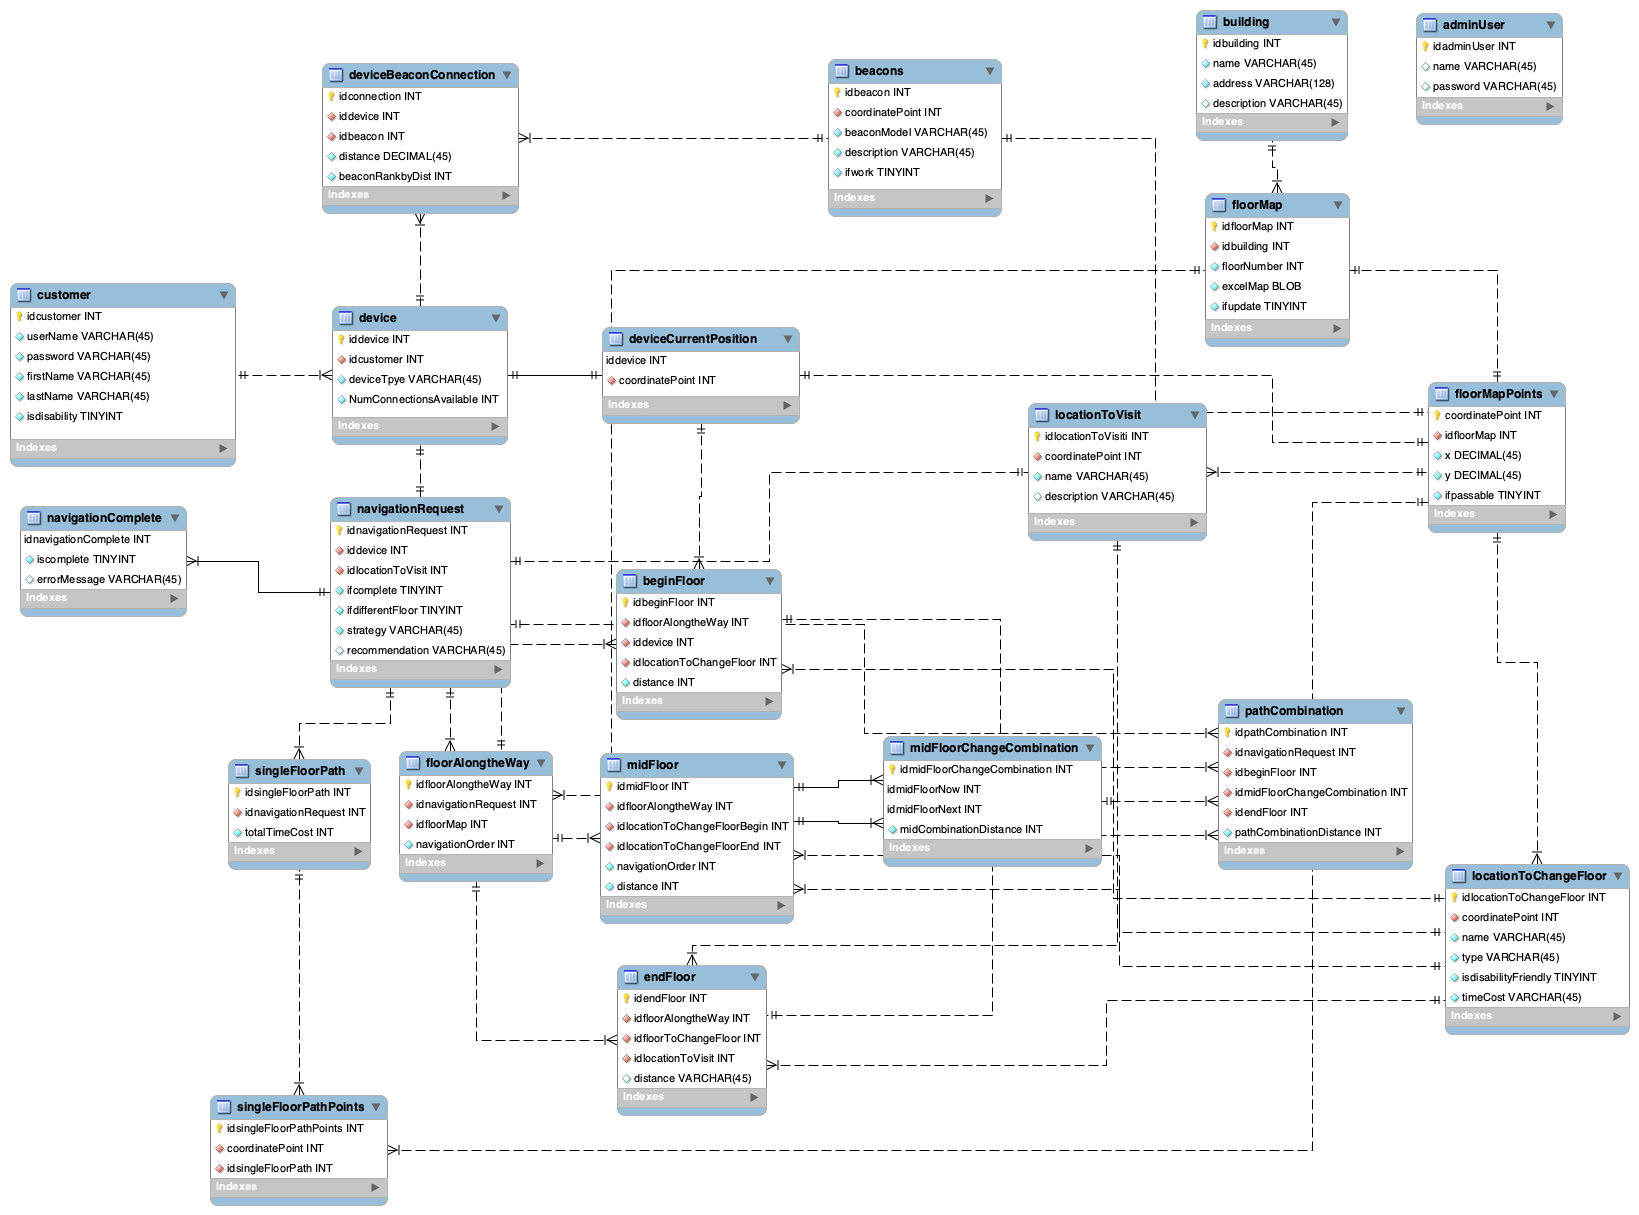 building
idbuilding INT
name VARCHAR(45)
address VARCHAR(128)
description VARCHAR(45)
Indexes
adminUser
idadminUser INT
name VARCHAR(45)
password VARCHAR(45)
Indexes
deviceBeaconConnection
idconnection INT
iddevice INT
idbeacon INT
distance DECIMAL(45)
beaconRankbyDist INT
Indexes
beacons
idbeacon INT
coordinatePoint INT
beaconModel VARCHAR(45)
description VARCHAR(45)
ifwork TINYINT
Indexes
floorMap
idfloorMap INT
idbuilding INT
floorNumber INT
excelMap BLOB
ifupdate TINYINT
Indexes
customer
idcustomer INT
userName VARCHAR(45)
password VARCHAR(45)
firstName VARCHAR(45)
lastName VARCHAR(45)
isdisability TINYINT
Indexes
device
iddevice INT
idcustomer INT
deviceTpye VARCHAR(45)
NumConnectionsAvailable INT
Indexes
deviceCurrentPosition
iddevice INT
coordinatePoint INT
Indexes
locationToVisit
idlocationToVisiti INT
coordinatePoint INT
name VARCHAR(45)
description VARCHAR(45)
Indexes
floorMapPoints
coordinatePoint INT
idfloorMap INT
x DECIMAL(45)
y DECIMAL(45)
ifpassable TINYINT
Indexes
navigationComplete
idnavigationComplete INT
iscomplete TINYINT
errorMessage VARCHAR(45)
Indexes
navigationRequest
idnavigationRequest INT
iddevice INT
idlocationToVisit INT
ifcomplete TINYINT
ifdifferentFloor TINYINT
strategy VARCHAR(45)
recommendation VARCHAR(45)
Indexes
beginFloor
idbeginFloor INT
idfloorAlongtheWay INT
iddevice INT
idlocationToChangeFloor INT
distance INT
Indexes
singleFloorPath
idsingleFloorPath INT
idnavigationRequest INT
totalTimeCost INT
Indexes
floorAlongtheWay
idfloorAlongtheWay INT
idnavigationRequest INT
idfloorMap INT
navigationOrder INT
Indexes
midFloor
idmidFloor INT
idfloorAlongtheWay INT
idlocationToChangeFloorBegin INT
idlocationToChangeFloorEnd INT
navigationOrder INT
distance INT
Indexes
midFloorChangeCombination
idmidFloorChangeCombination INT
idmidFloorNow INT
idmidFloorNext INT
midCombinationDistance INT
Indexes
pathCombination
idpathCombination INT
idnavigationRequest INT
idbeginFloor INT
idmidFloorChangeCombination INT
idendFloor INT
pathCombinationDistance INT
Indexes
locationToChangeFloor
idlocationToChangeFloor INT
coordinatePoint INT
name VARCHAR(45)
type VARCHAR(45)
isdisabilityFriendly TINYINT
timeCost VARCHAR(45)
Indexes
endFloor
idendFloor INT
idfloorAlongtheWay INT
idfloorToChangeFloor INT
idlocationToVisit INT
distance VARCHAR(45)
Indexes
singleFloorPathPoints
idsingleFloorPathPoints INT
coordinatePoint INT
idsingleFloorPath INT
Indexes